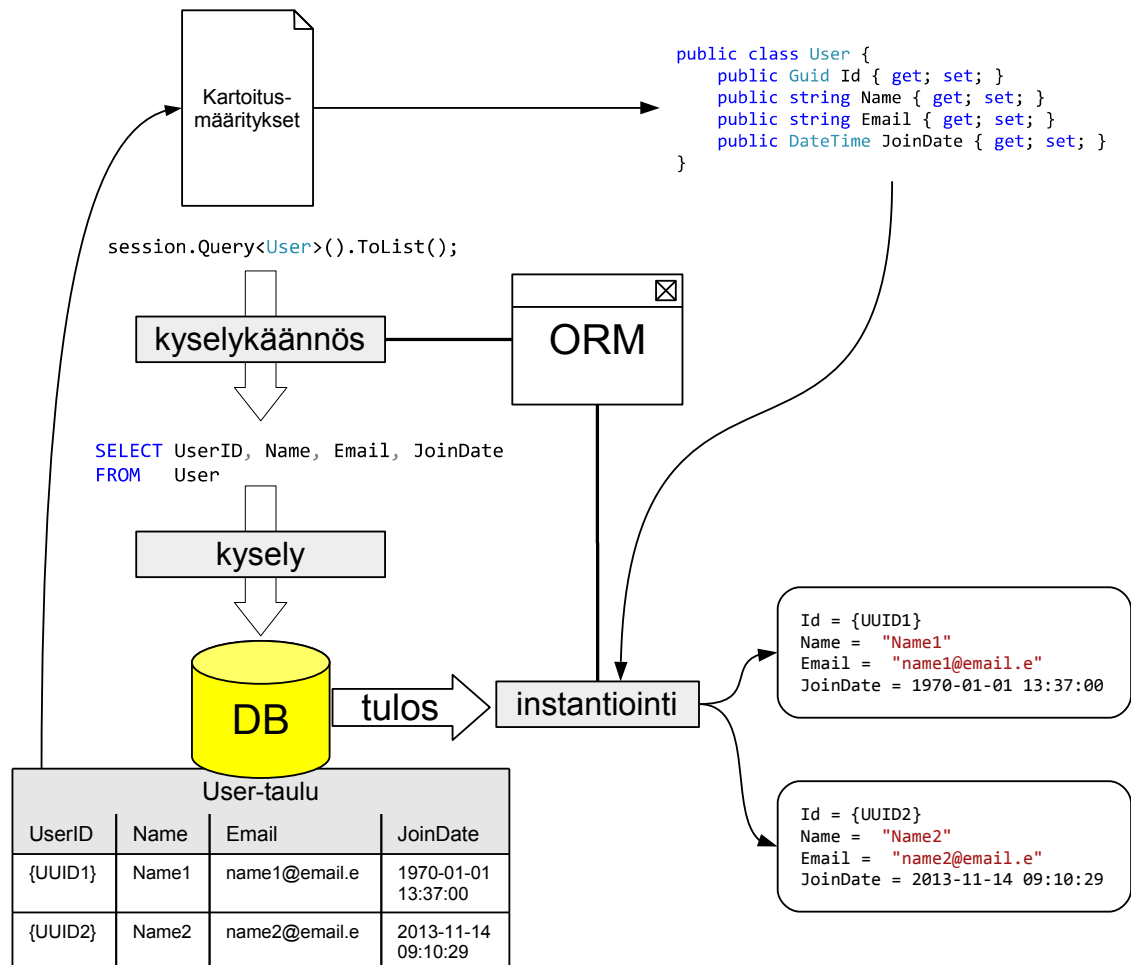 Kartoitus-
määritykset
public class User {
    public Guid Id { get; set; }
    public string Name { get; set; }
    public string Email { get; set; }
    public DateTime JoinDate { get; set; }
}
session.Query<User>().ToList();
kyselykäännös
ORM
SELECT UserID, Name, Email, JoinDate
FROM   User
kysely
DB
tulos
instantiointi
Id = {UUID1}
Name =  "Name1"
Email =  "name1@email.e"
JoinDate = 1970-01-01 13:37:00
Id = {UUID2}
Name =  "Name2"
Email =  "name2@email.e"
JoinDate = 2013-11-14 09:10:29
User-taulu
UserID Name Email JoinDate
{UUID1} Name1 name1@email.e 1970-01-01
13:37:00
{UUID2} Name2 name2@email.e 2013-11-14
09:10:29